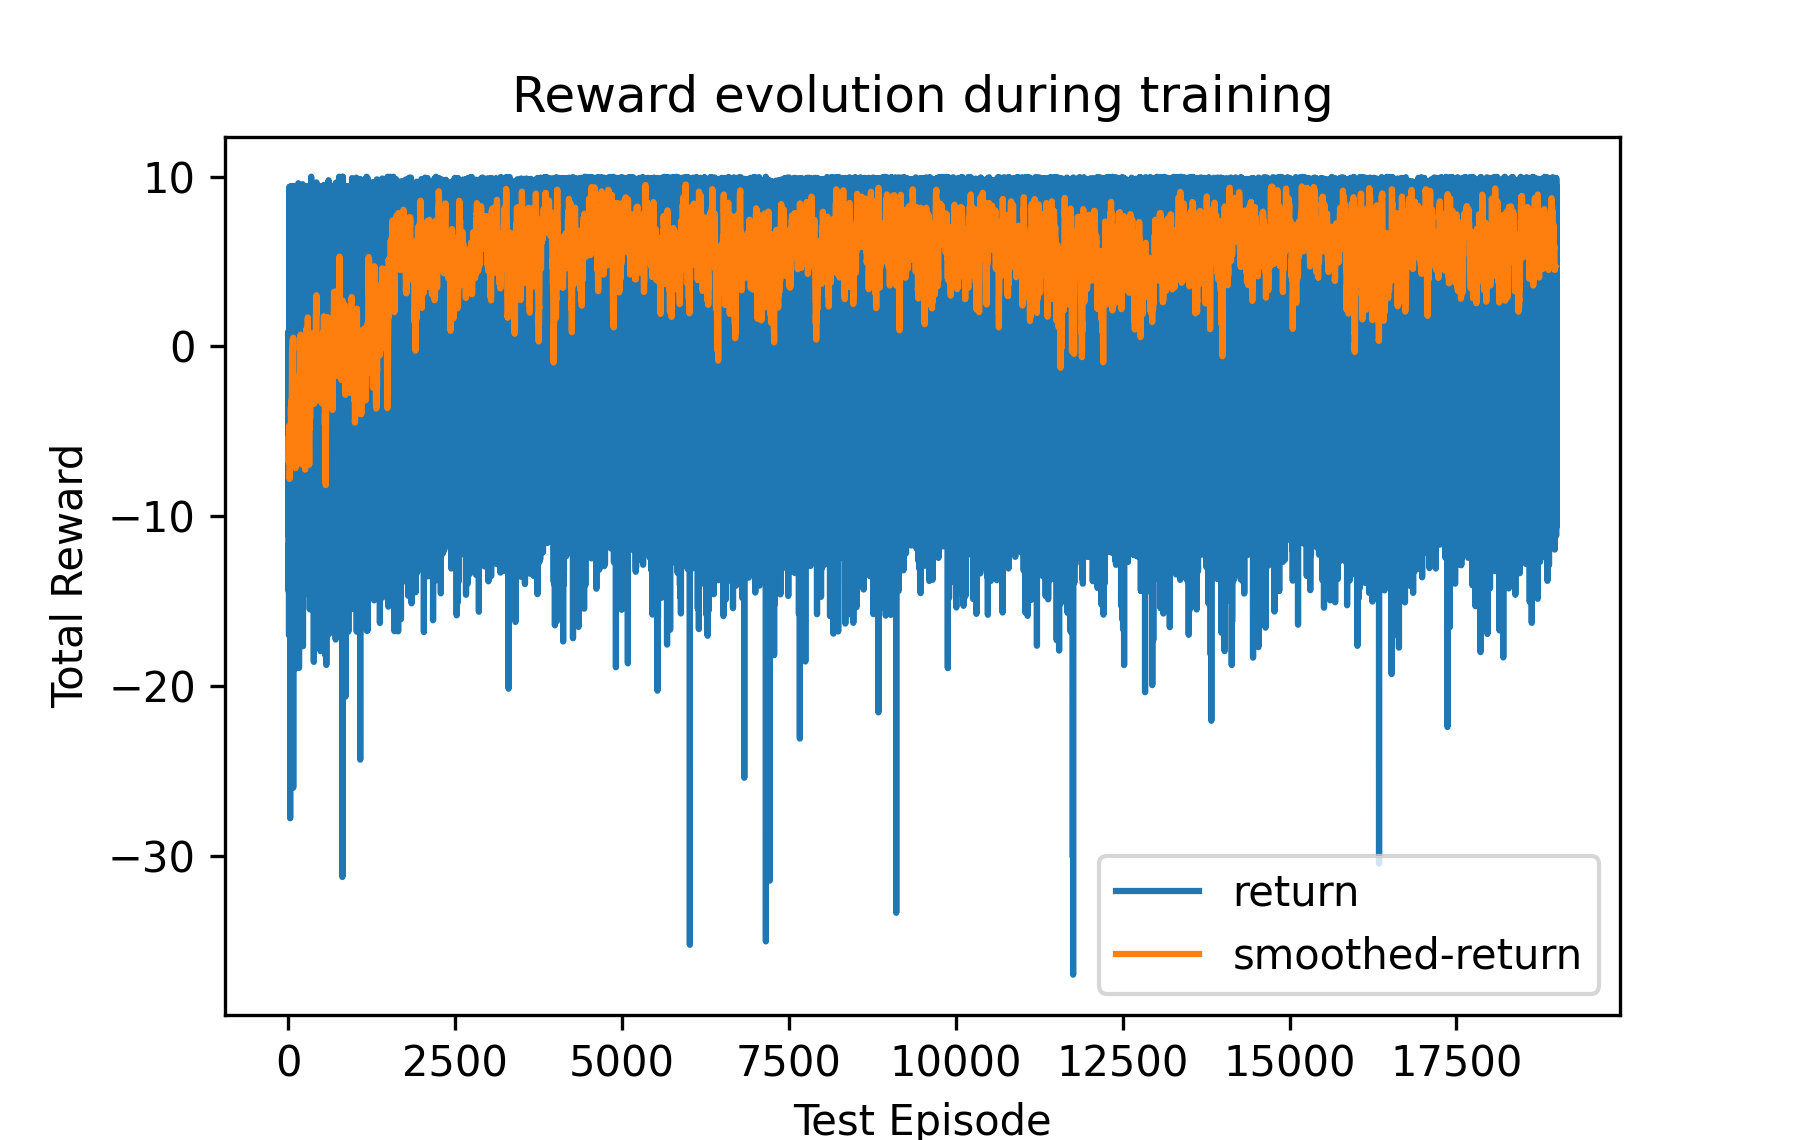 Reward evolution during training
10
0
−10
−20
−30
Total Reward
0 2500 5000 7500 10000 12500 15000 17500
Test Episode
return
smoothed-return